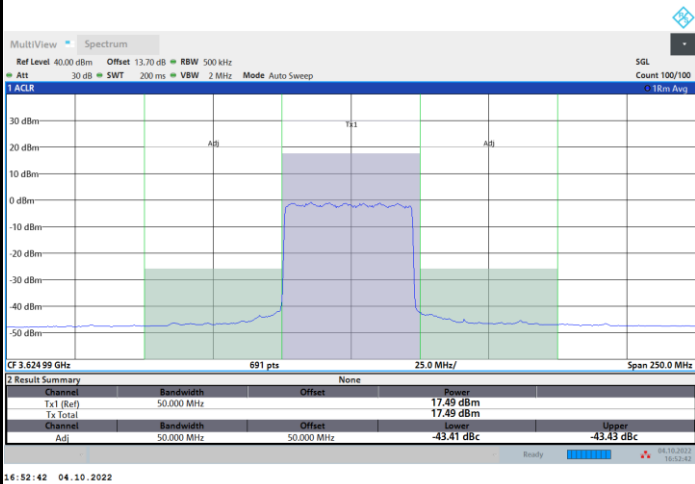 MultiView Spectrum
Ref Level 40.00 dBm Offset 13.70 dB RBW 500 kHz SGL
Att 30 dB SWT 200 ms VBW 2 MHz Mode Auto Sweep Count 100/100
1 ACLR 1Rm Avg
30 dBm
Tx1
20 dBm
Adj Adj
10 dBm
0 dBm
-10 dBm
-20 dBm
-30 dBm
-40 dBm
-50 dBm
CF 3.624 99 GHz 691 pts 25.0 MHz/ Span 250.0 MHz
2 Result Summary None
Channel Bandwidth Offset Power
Tx1 (Ref) 50.000 MHz 17.49 dBm
Tx Total 17.49 dBm
Channel Bandwidth Offset Lower Upper
Adj 50.000 MHz 50.000 MHz -43.41 dBc -43.43 dBc
Ready 04.10.2022
16:52:42
16:52:42 04.10.2022